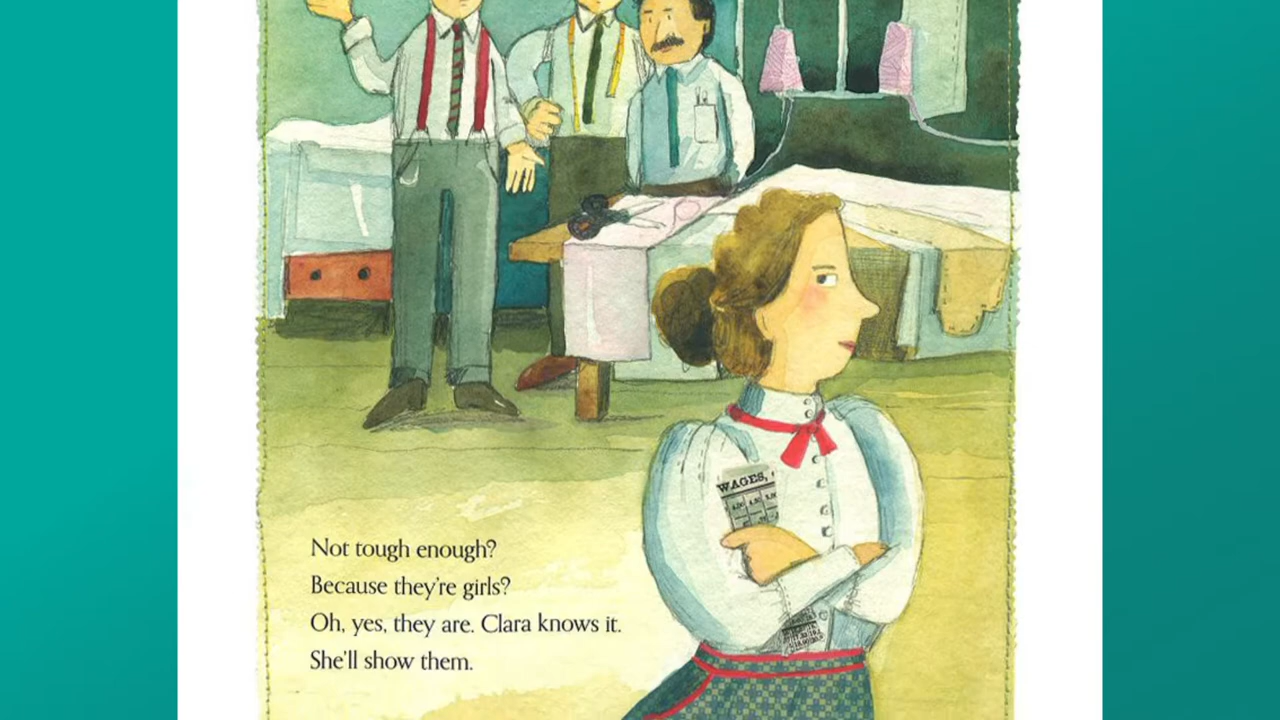 WAGES,
Not tough enough?
Because they're girls?
Oh, yes, they are. Clara knows it.
She'll show them.